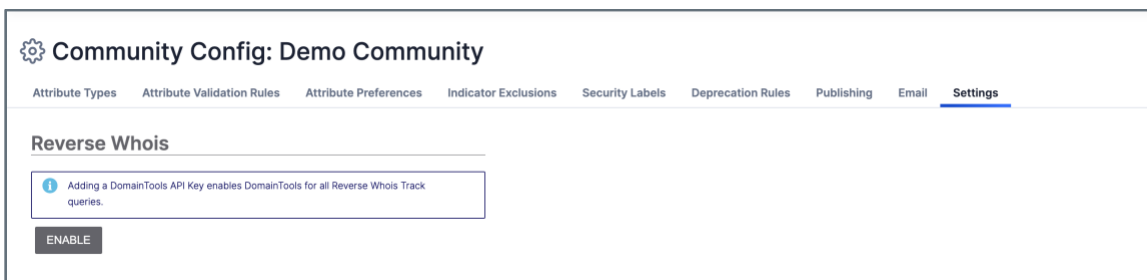 Community Config: Demo Community
Attribute Types Attribute Validation Rules Attribute Preferences Indicator Exclusions Security Labels Deprecation Rules Publishing Email Settings
Reverse Whois
Adding a DomainTools API Key enables DomainTools for all Reverse Whois Track
queries.
ENABLE